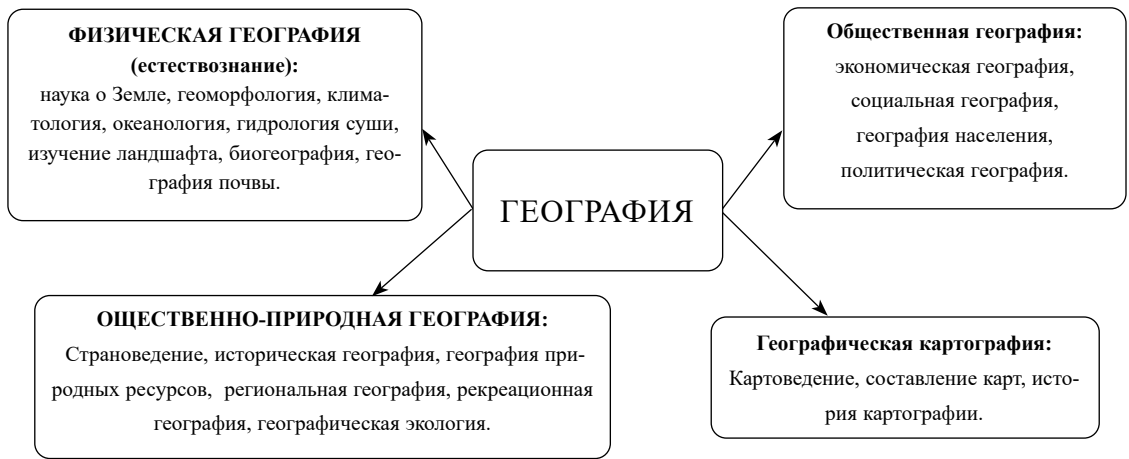 ФИЗИЧЕСКАЯ ГЕОГРАФИЯ
(естествознание):
наука о Земле, геоморфология, клима-
тология, океанология, гидрология суши,
изучение ландшафта, биогеография, гео-
графия почвы.
Общественная география:
экономическая география,
социальная география,
география населения,
политическая география.
ГЕОГРАФИЯ
ОЩЕСТВЕННО-ПРИРОДНАЯ ГЕОГРАФИЯ:
Страноведение, историческая география, география при-
родных ресурсов, региональная география, рекреационная
география, географическая экология.
Географическая картография:
Картоведение, составление карт, исто-
рия картографии.